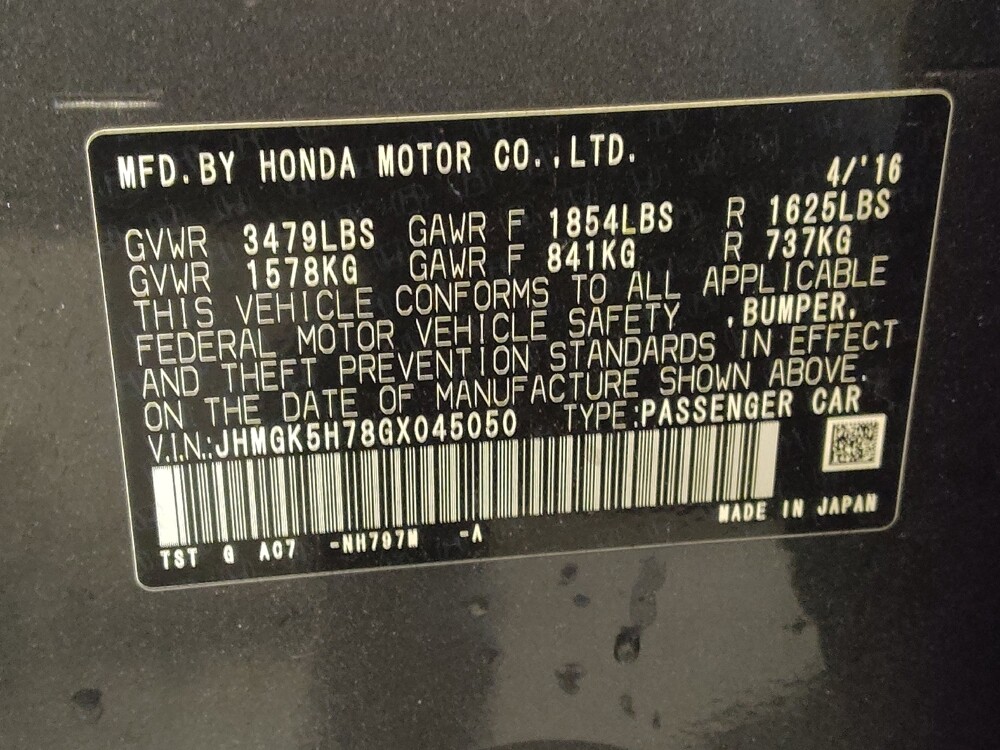 MFD.BY HONDA MOTOR CO.,LTD.
4/'16
GVWR 3479LBS GAWR F 1854LBS R 1625LBS
GVWR 1578KG GAWR F 841KG R 737KG
THIS VEHICLE CONFORMS TO ALL APPLICABLE
FEDERAL MOTOR VEHICLE SAFETY ,BUMPER,
AND THEFT PREVENTION STANDARDS IN EFFECT
ON THE DATE OF MANUFACTURE SHOWN ABOVE.
V.I.N.:JHMGK5H78GX045050 TYPE:PASSENGER CAR
MADE IN JAPAN
TST G A07 -NH797M -A